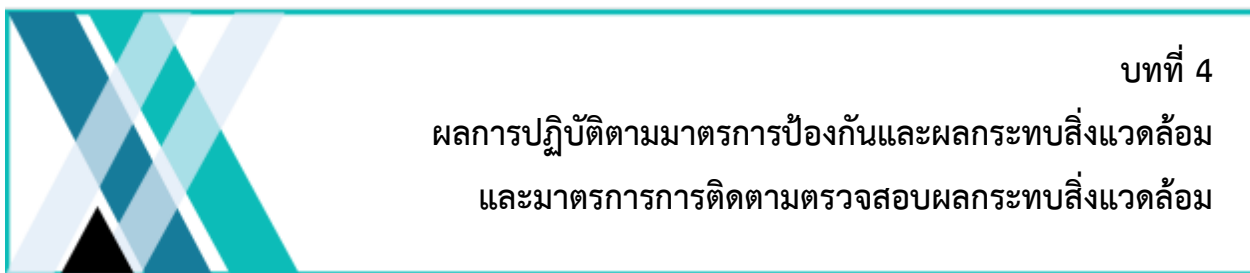 บทที่ 4
ผลการปฏิบัติตามมาตรการป้องกันและผลกระทบสิ่งแวดล้อม
และมาตรการการติดตามตรวจสอบผลกระทบสิ่งแวดล้อม